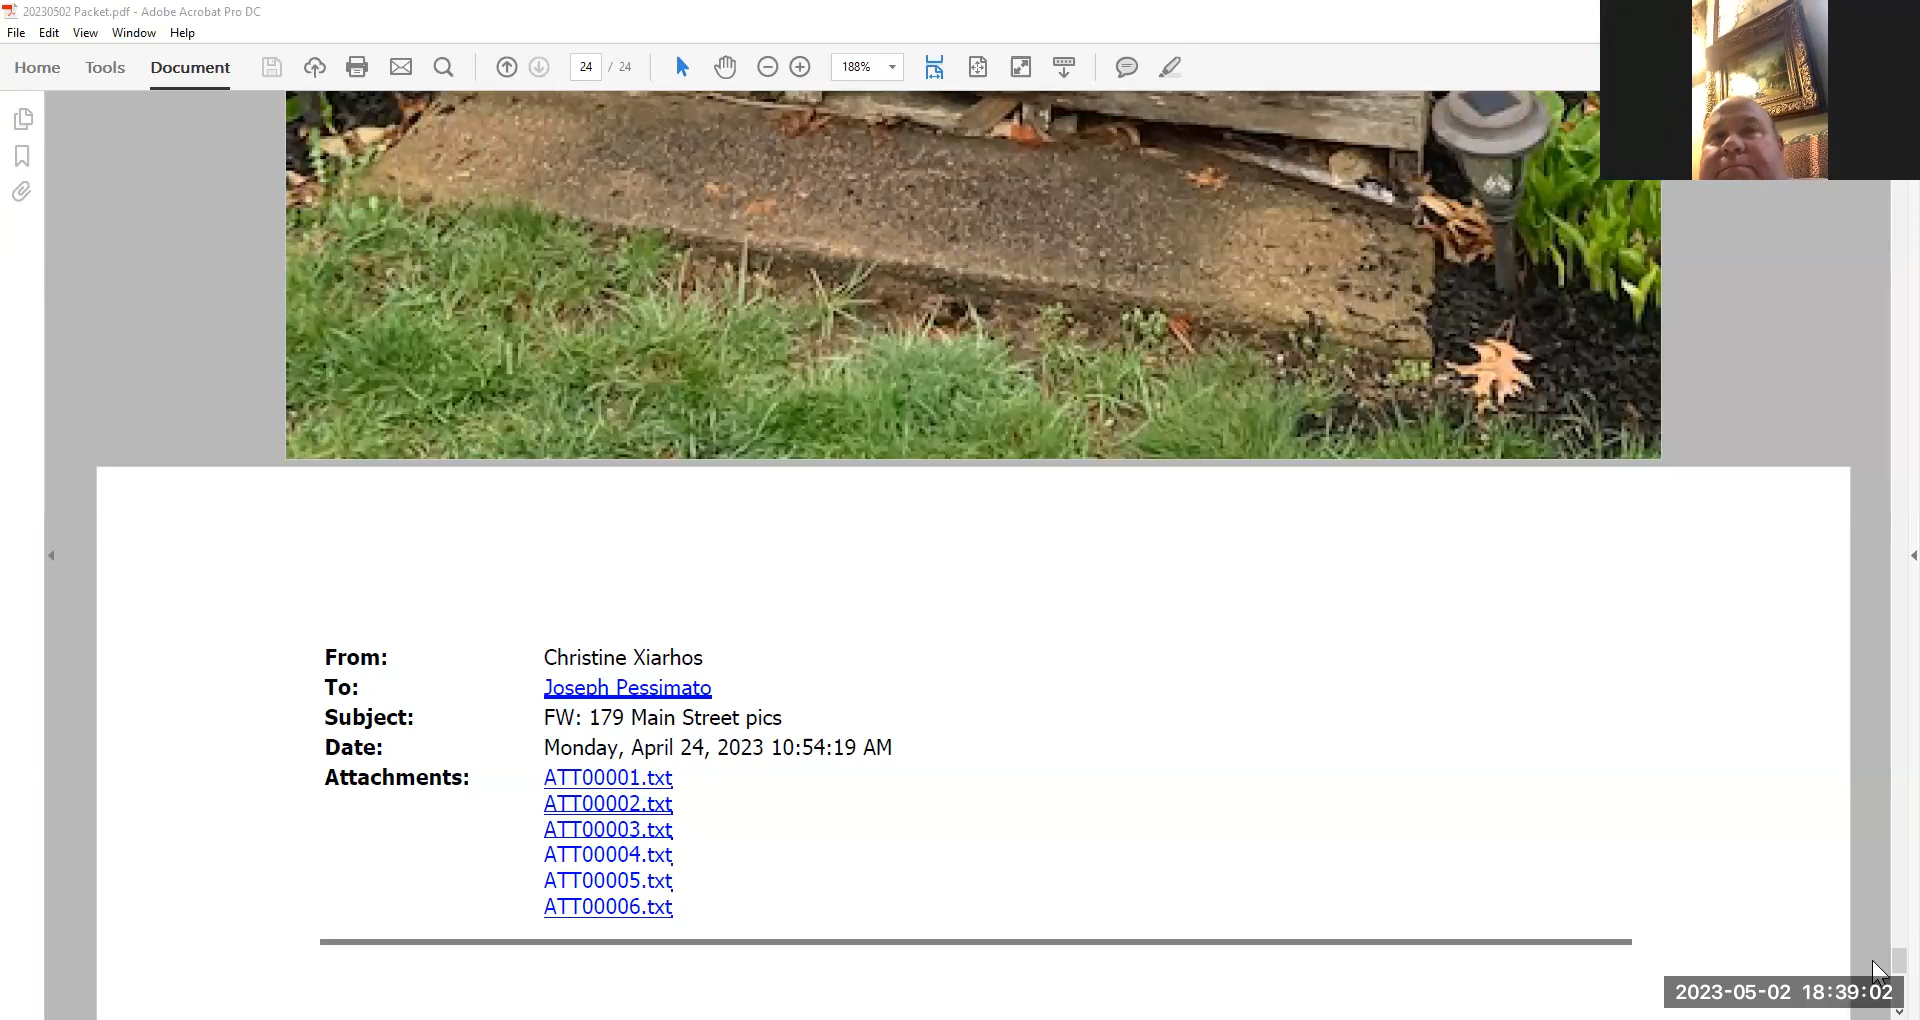 20230502 Packet.pdf - Adobe Acrobat Pro DC
File Edit View Window Help
Home Tools Document 24 / 24 188%
From: Christine Xiarhos
To: Joseph Pessimato
Subject: FW: 179 Main Street pics
Date: Monday, April 24, 2023 10:54:19 AM
Attachments: ATT00001.txt
ATT00002.txt
ATT00003.txt
ATT00004.txt
ATT00005.txt
ATT00006.txt
2023-05-02 18:39:02